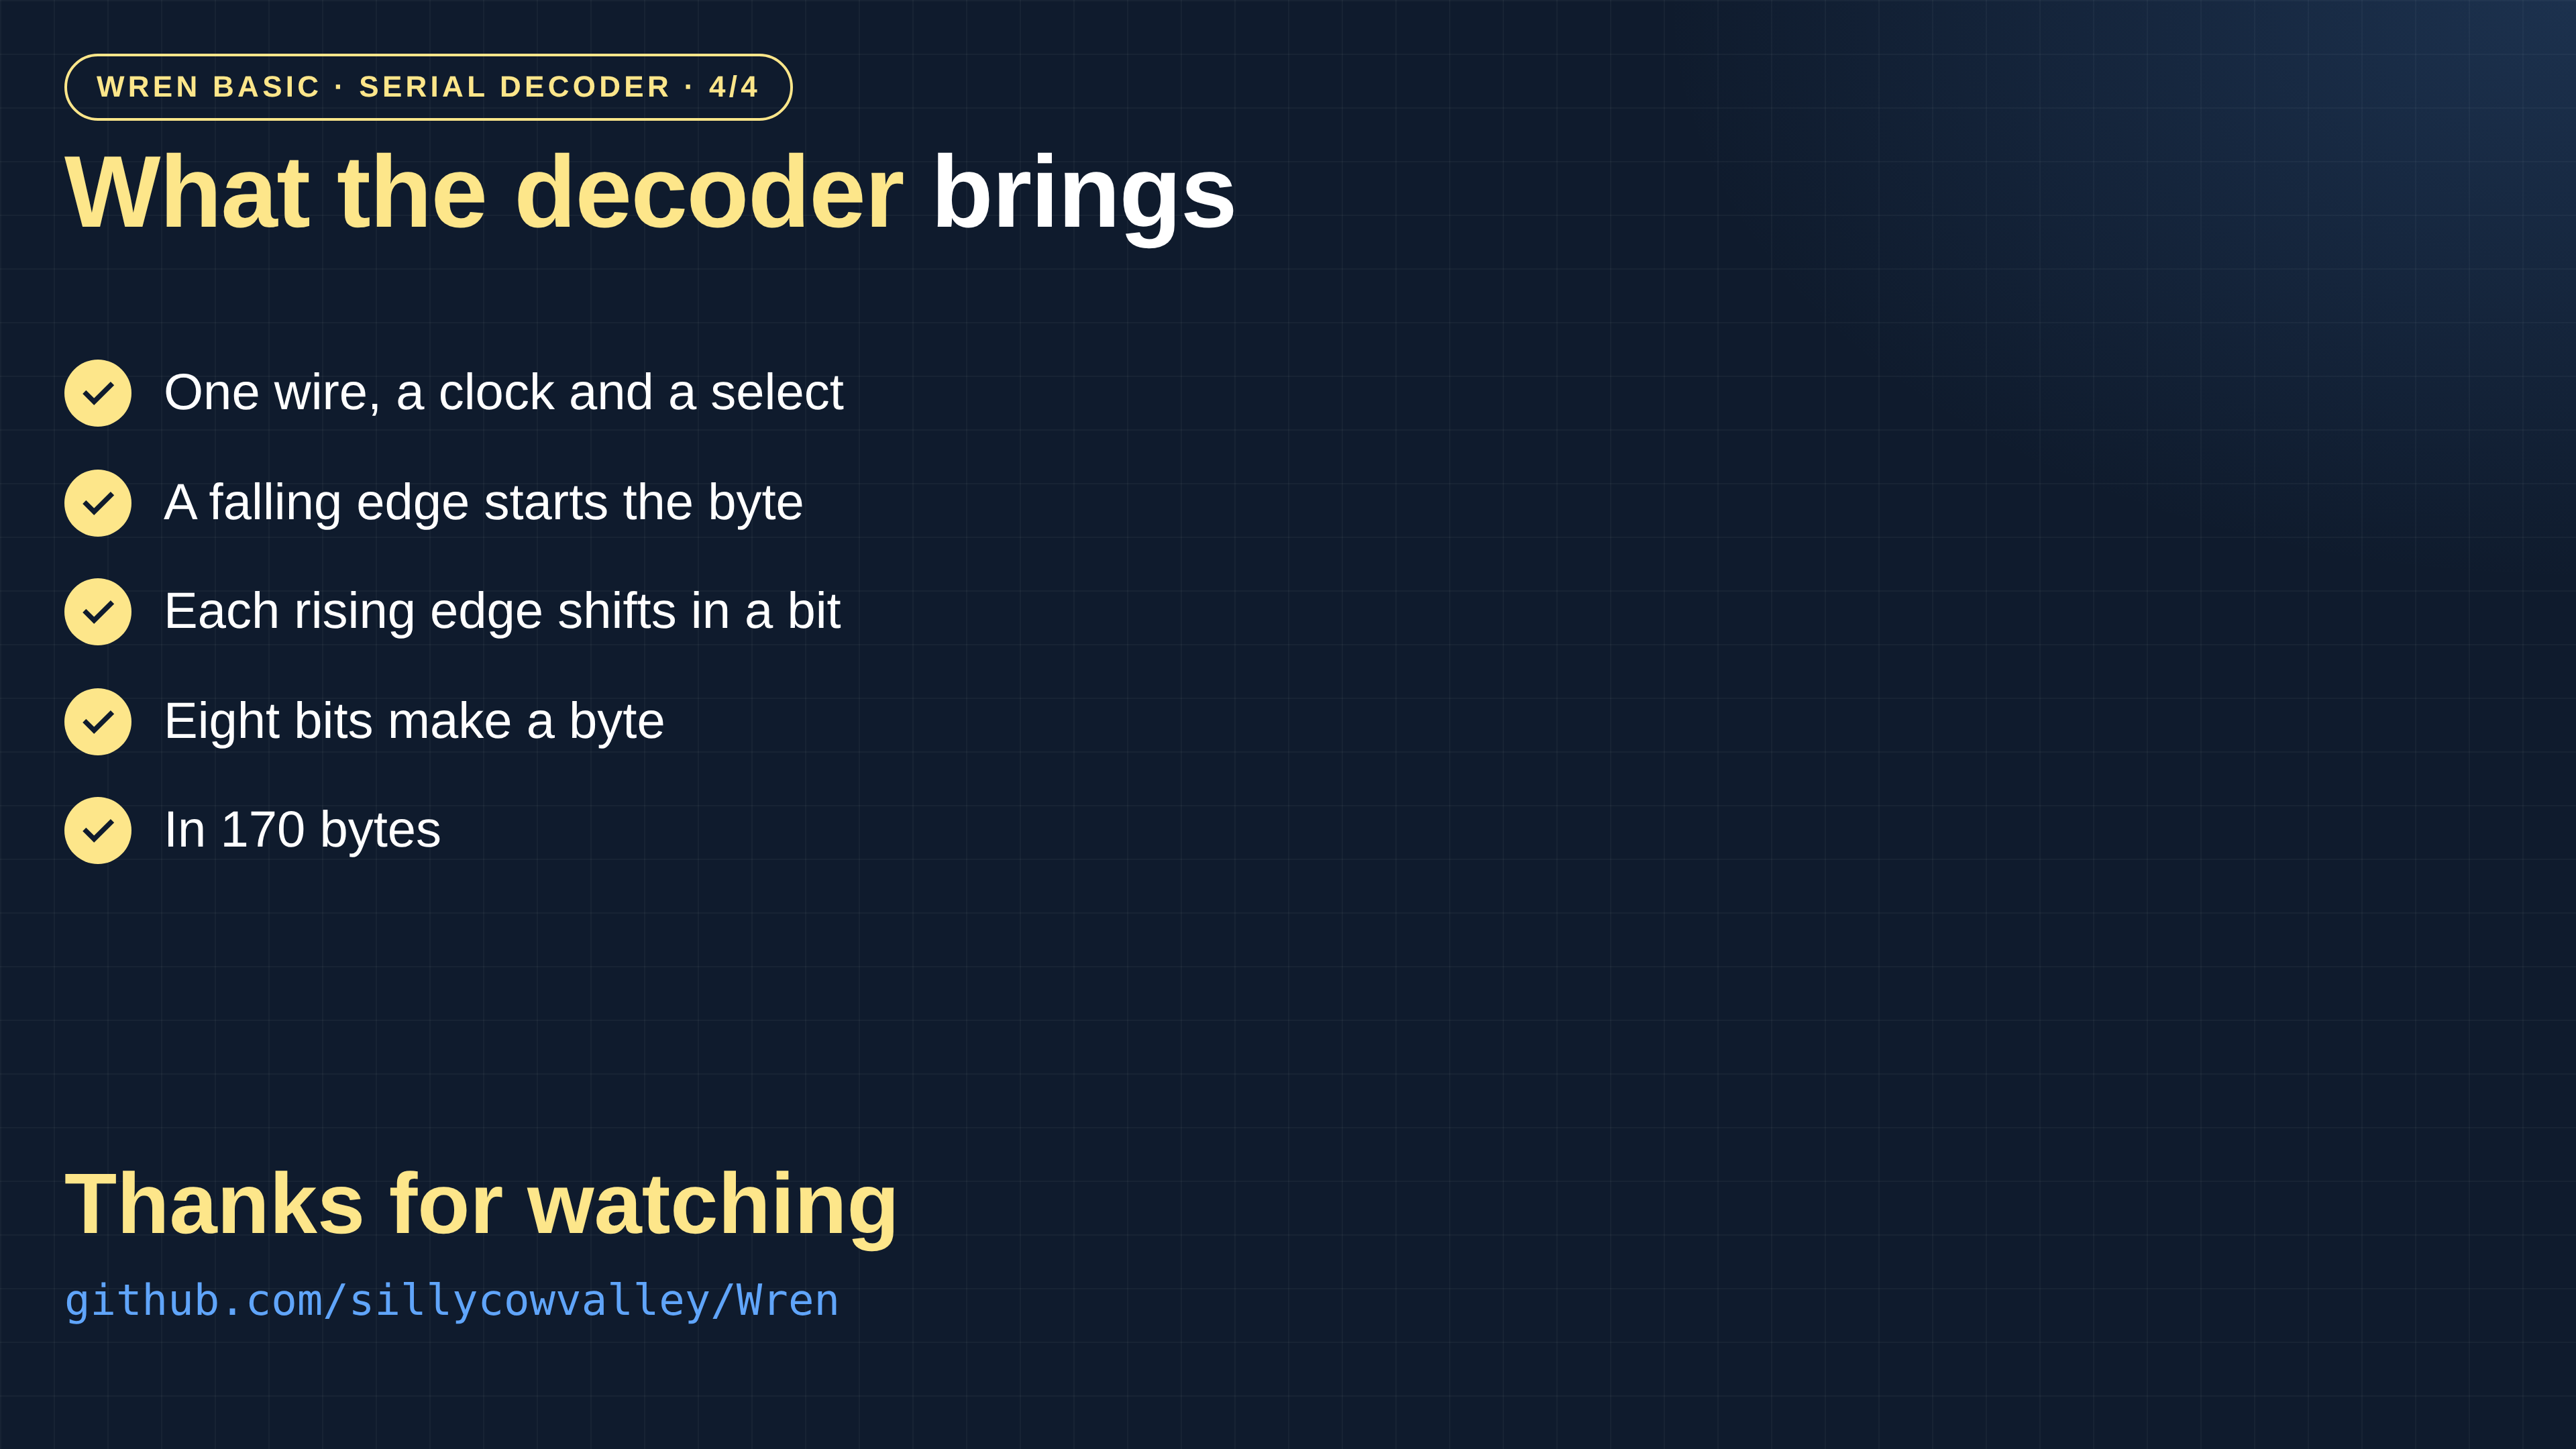 WREN BASIC · SERIAL DECODER · 4/4
What the decoder brings
One wire, a clock and a select
A falling edge starts the byte
Each rising edge shifts in a bit
Eight bits make a byte
In 170 bytes
Thanks for watching
github.com/sillycowvalley/Wren